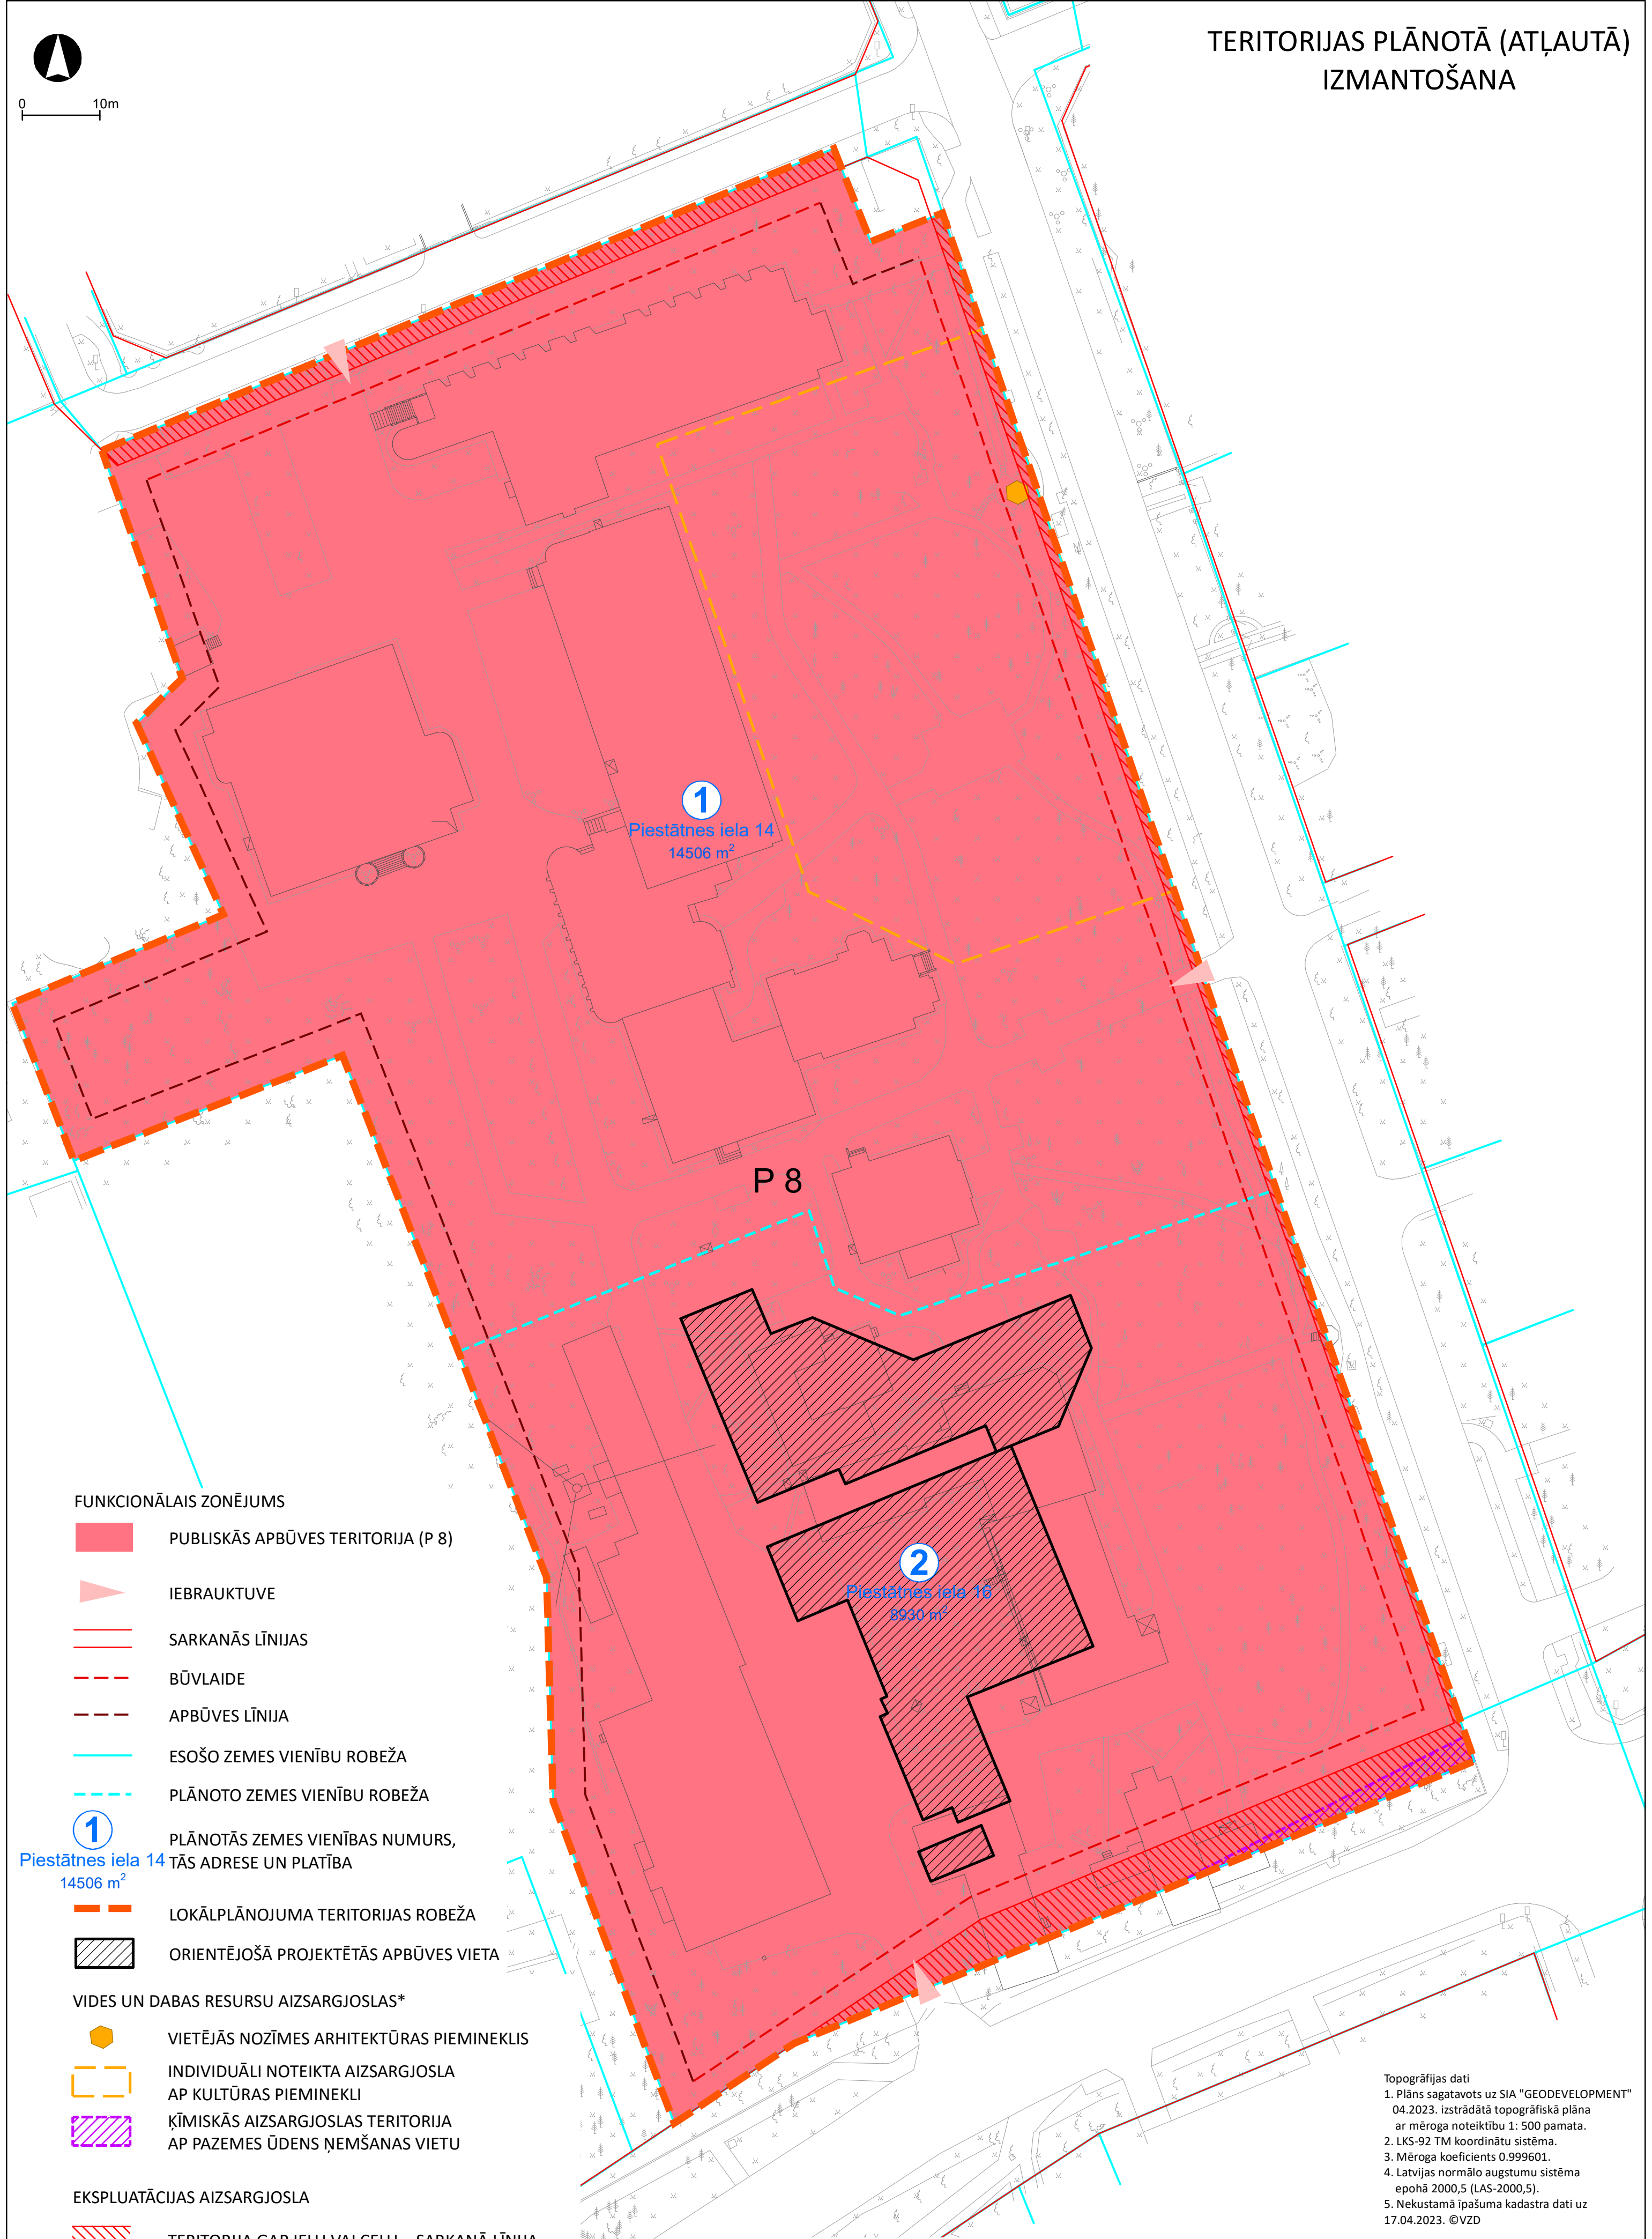 TERITORIJAS PLĀNOTĀ (ATĻAUTĀ)
IZMANTOŠANA
0 10m
1
Piestātnes iela 14
14506 m²
P 8
2
Piestātnes iela 16
8930 m²
FUNKCIONĀLAIS ZONĒJUMS
PUBLISKĀS APBŪVES TERITORIJA (P 8)
IEBRAUKTUVE
SARKANĀS LĪNIJAS
BŪVLAIDE
APBŪVES LĪNIJA
ESOŠO ZEMES VIENĪBU ROBEŽA
PLĀNOTO ZEMES VIENĪBU ROBEŽA
1
Piestātnes iela 14
14506 m²
PLĀNOTĀS ZEMES VIENĪBAS NUMURS,
TĀS ADRESE UN PLATĪBA
LOKĀLPLĀNOJUMA TERITORIJAS ROBEŽA
ORIENTĒJOŠĀ PROJEKTĒTĀS APBŪVES VIETA
VIDES UN DABAS RESURSU AIZSARGJOSLAS*
VIETĒJĀS NOZĪMES ARHITEKTŪRAS PIEMINEKLIS
INDIVIDUĀLI NOTEIKTA AIZSARGJOSLA
AP KULTŪRAS PIEMINEKLI
ĶĪMISKĀS AIZSARGJOSLAS TERITORIJA
AP PAZEMES ŪDENS ŅEMŠANAS VIETU
EKSPLUATĀCIJAS AIZSARGJOSLA
Topogrāfijas dati
1. Plāns sagatavots uz SIA "GEODEVELOPMENT"
04.2023. izstrādātā topogrāfiskā plāna
ar mēroga noteiktību 1: 500 pamata.
2. LKS-92 TM koordinātu sistēma.
3. Mēroga koeficients 0.999601.
4. Latvijas normālo augstumu sistēma
epohā 2000,5 (LAS-2000,5).
5. Nekustamā īpašuma kadastra dati uz
17.04.2023. ©VZD